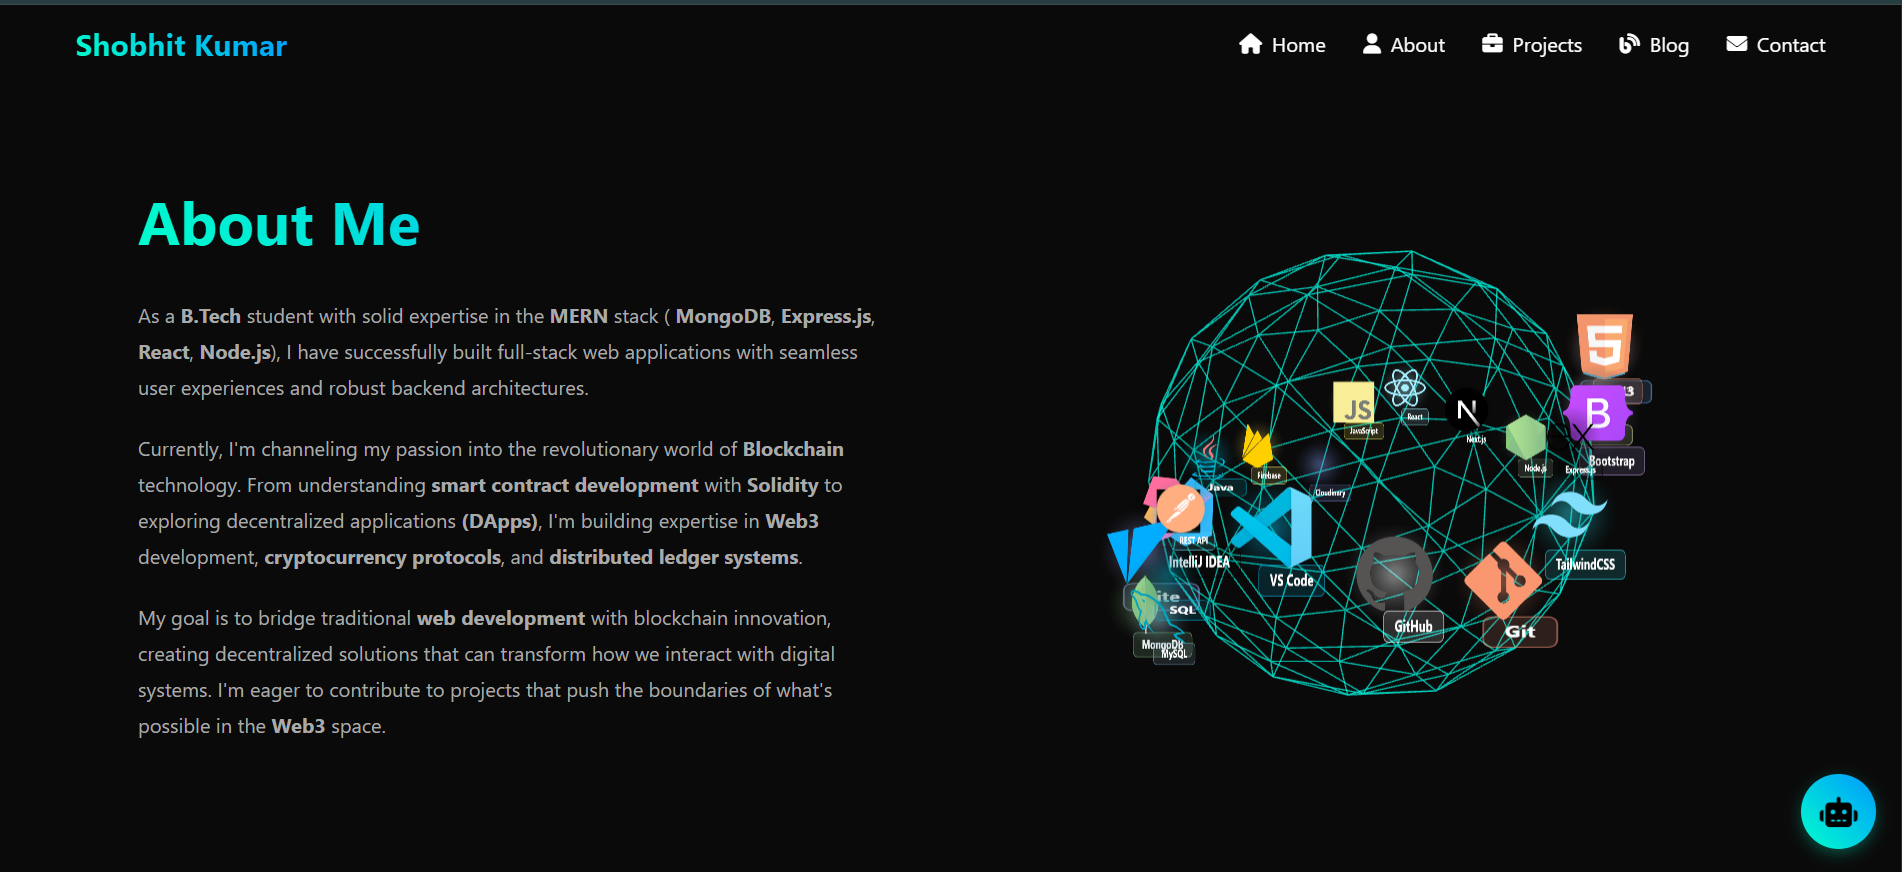 Shobhit Kumar
Home
About
Projects
Blog
Contact
About Me
As a B.Tech student with solid expertise in the MERN stack ( MongoDB, Express.js,
React, Node.js), I have successfully built full-stack web applications with seamless
user experiences and robust backend architectures.
Currently, I'm channeling my passion into the revolutionary world of Blockchain
technology. From understanding smart contract development with Solidity to
exploring decentralized applications (DApps), I'm building expertise in Web3
development, cryptocurrency protocols, and distributed ledger systems.
My goal is to bridge traditional web development with blockchain innovation,
creating decentralized solutions that can transform how we interact with digital
systems. I'm eager to contribute to projects that push the boundaries of what's
possible in the Web3 space.
JS
JavaScript
React
N
Next.js
B
Bootstrap
Node.js
Express.js
Firebase
Java
Cloudinary
REST API
IntelliJ IDEA
VS Code
TailwindCSS
SQL
GitHub
Git
MongoDB
MySQL